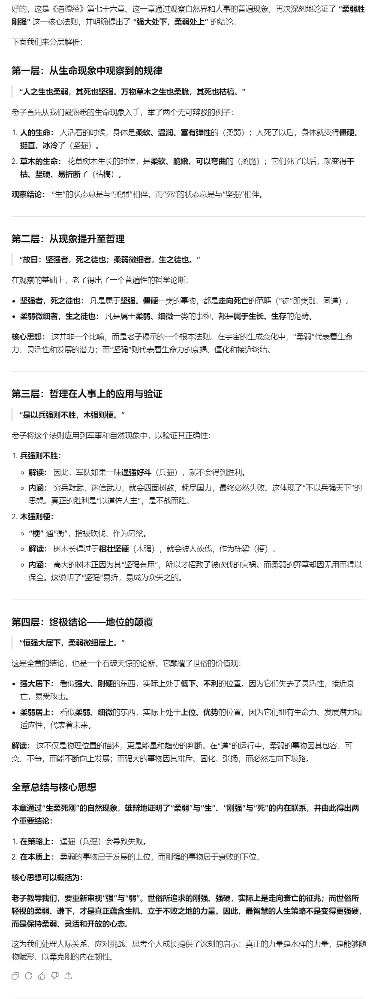 好的，这是《道德经》第七十六章。这一章通过观察自然界和人事的普遍现象，再次深刻地论证了 “柔弱胜
刚强” 这一核心法则，并明确提出了 “强大处下，柔弱处上” 的结论。
下面我们来分层解析：
第一层：从生命现象中观察到的规律
“人之生也柔弱，其死也坚强。万物草木之生也柔脆，其死也枯槁。”
老子首先从我们最熟悉的生命现象入手，举了两个无可辩驳的例子：
1. 人的生命： 人活着的时候，身体是柔软、温润、富有弹性的（柔弱）；人死了以后，身体就变得僵硬、
挺直、冰冷了（坚强）。
2. 草木的生命： 花草树木生长的时候，是柔软、脆嫩、可以弯曲的（柔脆）；它们死了以后，就变得干
枯、坚硬、易折断了（枯槁）。
观察结论： “生”的状态总是与“柔弱”相伴，而“死”的状态总是与“坚强”相伴。
第二层：从现象提升至哲理
“故曰：坚强者，死之徒也；柔弱微细者，生之徒也。”
在观察的基础上，老子得出了一个普遍性的哲学论断：
• 坚强者，死之徒也： 凡是属于坚强、僵硬一类的事物，都是走向死亡的范畴（“徒”即类别、同道）。
• 柔弱微细者，生之徒也： 凡是属于柔弱、细微一类的事物，都是属于生长、生存的范畴。
核心思想： 这并非一个比喻，而是老子揭示的一个根本法则。在宇宙的生成变化中，“柔弱”代表着生命
力、灵活性和发展的潜力；而“坚强”则代表着生命力的衰竭、僵化和接近终结。
第三层：哲理在人事上的应用与验证
“是以兵强则不胜，木强则梗。”
老子将这个法则应用到军事和自然现象中，以验证其正确性：
1. 兵强则不胜：
◦ 解读： 因此，军队如果一味逞强好斗（兵强），就不会得到胜利。
◦ 内涵： 穷兵黩武，迷信武力，就会四面树敌，耗尽国力，最终必然失败。这体现了“不以兵强天下”的
思想。真正的胜利是“以道佐人主”，是不战而胜。
2. 木强则梗：
◦ “梗” 通“衡”，指被砍伐、作为房梁。
◦ 解读： 树木长得过于粗壮坚硬（木强），就会被人砍伐，作为栋梁（梗）。
◦ 内涵： 高大的树木正因为其“坚强有用”，所以才招致了被砍伐的灾祸。而柔弱的野草却因无用而得以
保全。这说明了“坚强”易折，易成为众矢之的。
第四层：终极结论——地位的颠覆
“恒强大居下，柔弱微细居上。”
这是全章的结论，也是一个石破天惊的论断，它颠覆了世俗的价值观：
• 强大居下： 看似强大、刚硬的东西，实际上处于低下、不利的位置。因为它们失去了灵活性，接近衰
亡，易受攻击。
• 柔弱居上： 看似柔弱、细微的东西，实际上处于上位、优势的位置。因为它们拥有生命力、发展潜力和
适应性，代表着未来。
解读： 这不仅是物理位置的描述，更是能量和趋势的判断。在“道”的运行中，柔弱的事物因其包容、可
变、不争，而能不断向上发展；而强大的事物因其排斥、固化、张扬，而必然走向下坡路。
全章总结与核心思想
本章通过“生柔死刚”的自然现象，雄辩地证明了“柔弱”与“生”、“刚强”与“死”的内在联系，并由此得出两
个重要结论：
1. 在策略上： 逞强（兵强）会导致失败。
2. 在本质上： 柔弱的事物居于发展的上位，而刚强的事物居于衰败的下位。
核心思想可以概括为：
老子教导我们，要重新审视“强”与“弱”。世俗所追求的刚强、强硬，实际上是走向衰亡的征兆；而世俗所
轻视的柔弱、谦下，才是真正蕴含生机、立于不败之地的力量。因此，最智慧的人生策略不是变得更强硬，
而是保持柔弱、灵活和开放的心态。
这为我们处理人际关系、应对挑战、思考个人成长提供了深刻的启示：真正的力量是水样的力量，是能够随
物赋形、以柔克刚的内在韧性。